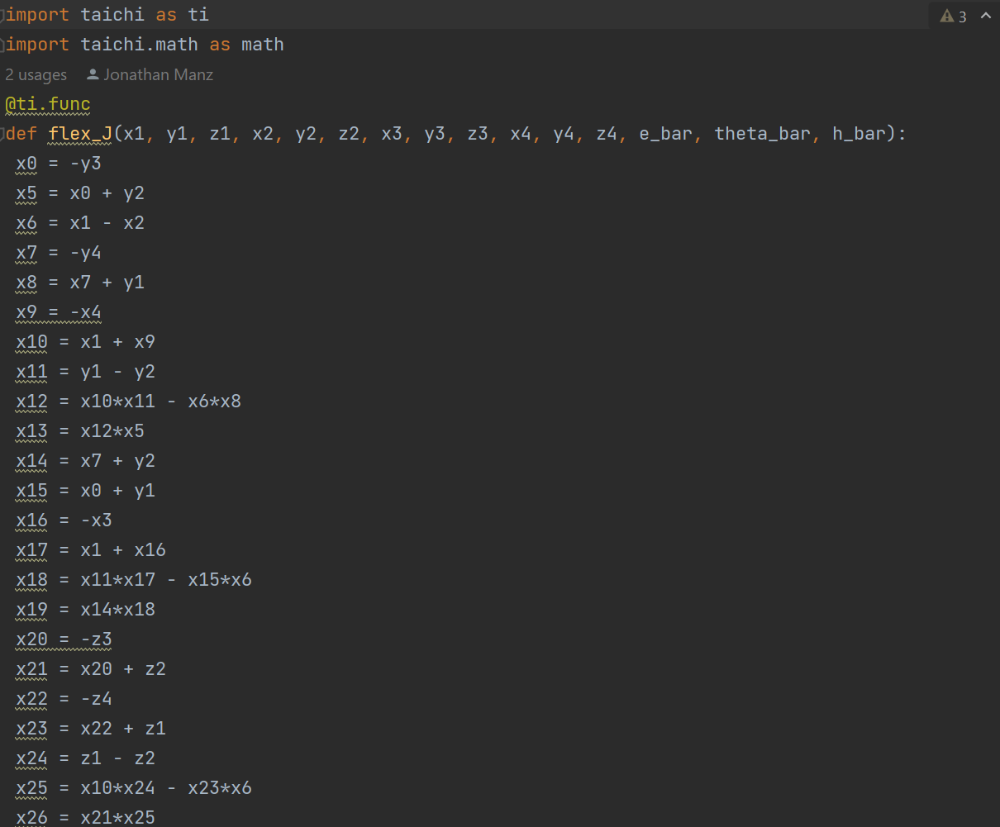 import taichi as ti
3
import taichi.math as math
2 usages Jonathan Manz
@ti.func
def flex_J(x1, y1, z1, x2, y2, z2, x3, y3, z3, x4, y4, z4, e_bar, theta_bar, h_bar):
x0 = -y3
x5 = x0 + y2
x6 = x1 - x2
x7 = -y4
x8 = x7 + y1
x9 = -x4
x10 = x1 + x9
x11 = y1 - y2
x12 = x10*x11 - x6*x8
x13 = x12*x5
x14 = x7 + y2
x15 = x0 + y1
x16 = -x3
x17 = x1 + x16
x18 = x11*x17 - x15*x6
x19 = x14*x18
x20 = -z3
x21 = x20 + z2
x22 = -z4
x23 = x22 + z1
x24 = z1 - z2
x25 = x10*x24 - x23*x6
x26 = x21*x25